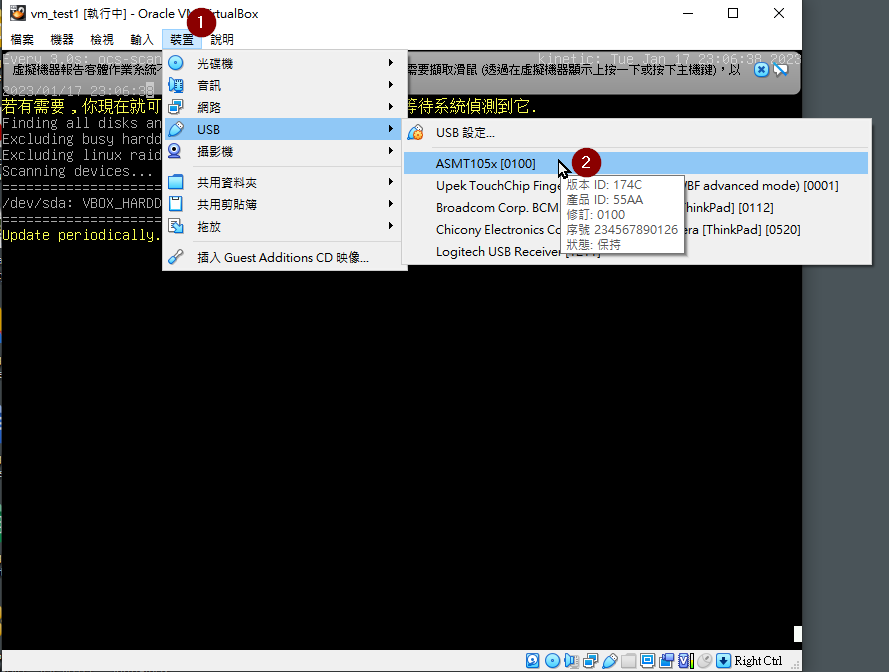 vm_test1 [執行中] - Oracle VM VirtualBox
1
檔案 機器 檢視 輸入 裝置 說明
Every 3.0s: ocs-scan kinetic: Tue Jan 17 23:06:38 2023
虛擬機器報告客體作業系統不 需要擷取滑鼠 (透過在虛擬機器顯示上按一下或按下主機鍵)，以
2023/01/17 23:06:38
若有需要，你現在就可 等待系統偵測到它.
Finding all disks an
Excluding busy hardd
Excluding linux raid
Scanning devices...
/dev/sda: VBOX_HARDD
Update periodically.
光碟機
音訊
網路
USB
攝影機
共用資料夾
共用剪貼簿
拖放
插入 Guest Additions CD 映像...
USB 設定...
ASMT105x [0100]
2
Upek TouchChip Finge /BF advanced mode) [0001]
Broadcom Corp. BCM ThinkPad] [0112]
Chicony Electronics Co era [ThinkPad] [0520]
Logitech USB Receiver
版本 ID: 174C
產品 ID: 55AA
修訂: 0100
序號 234567890126
狀態: 保持
Right Ctrl